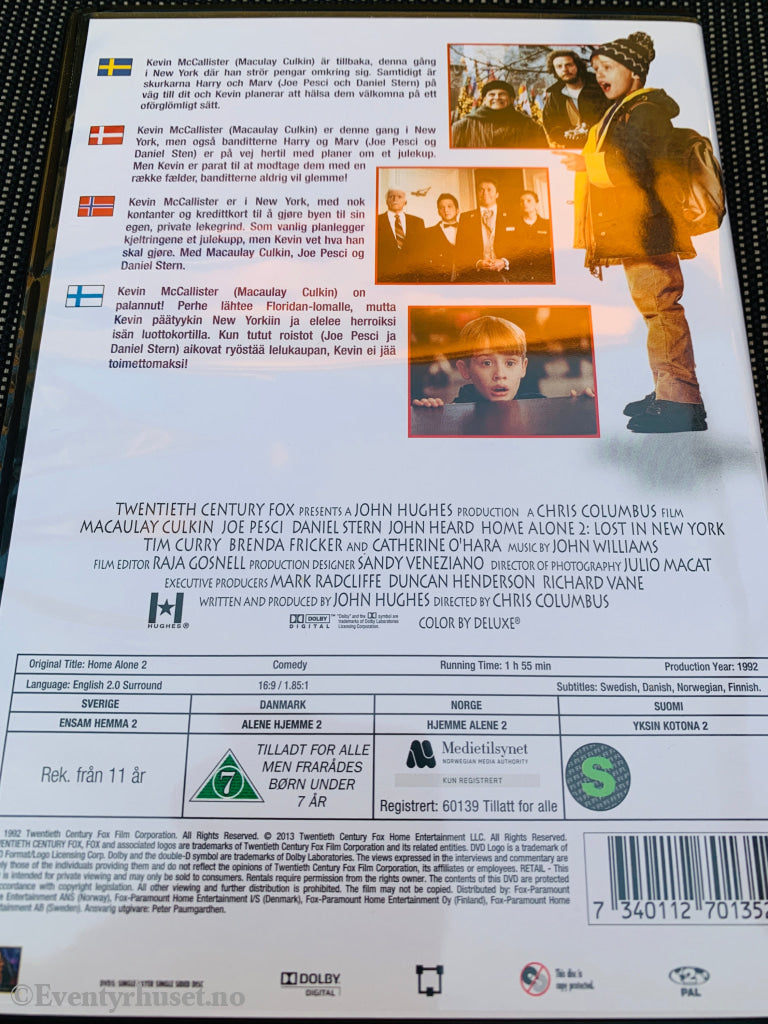 Kevin McCallister (Maculay Culkin) är tillbaka, denna gång
i New York där han strör pengar omkring sig. Samtidigt är
skurkarna Harry och Marv (Joe Pesci och Daniel Stern) på
väg till dit och Kevin planerar att hälsa dem välkomna på ett
oförglömligt sätt.
Kevin McCallister (Macaulay Culkin) er denne gang i New
York, men også banditterne Harry og Marv (Joe Pesci og
Daniel Sten) er på vej hertil med planer om et julekup.
Men Kevin er parat til at modtage dem med en
række fælder, banditterne aldrig vil glemme!
Kevin McCallister er i New York, med nok
kontanter og kredittkort til å gjøre byen til sin
egen, private lekegrind. Som vanlig planlegger
kjeltringene et julekupp, men Kevin vet hva han
skal gjøre. Med Macaulay Culkin, Joe Pesci og
Daniel Stern.
Kevin McCallister (Macaulay Culkin) on
palannut! Perhe lähtee Floridan-lomalle, mutta
Kevin päätyykin New Yorkiin ja elelee herroiksi
isän luottokortilla. Kun tutut roistot (Joe Pesci ja
Daniel Stern) aikovat ryöstää lelukaupan, Kevin ei jää
toimettomaksi!
TWENTIETH CENTURY FOX PRESENTS A JOHN HUGHES PRODUCTION A CHRIS COLUMBUS FILM
MACAULAY CULKIN JOE PESCI DANIEL STERN JOHN HEARD HOME ALONE 2: LOST IN NEW YORK
TIM CURRY BRENDA FRICKER AND CATHERINE O'HARA MUSIC BY JOHN WILLIAMS
FILM EDITOR RAJA GOSNELL PRODUCTION DESIGNER SANDY VENEZIANO DIRECTOR OF PHOTOGRAPHY JULIO MACAT
EXECUTIVE PRODUCERS MARK RADCLIFFE DUNCAN HENDERSON RICHARD VANE
WRITTEN AND PRODUCED BY JOHN HUGHES DIRECTED BY CHRIS COLUMBUS
HUGHES®
DOLBY DIGITAL ™ "Dolby" and the symbol are
trademarks of Dolby Laboratories
Licensing Corporation.
COLOR BY DELUXE®
Original Title: Home Alone 2 Comedy Running Time: 1 h 55 min Production Year: 1992
Language: English 2.0 Surround 16:9 / 1.85:1 Subtitles: Swedish, Danish, Norwegian, Finnish.
SVERIGE DANMARK NORGE SUOMI
ENSAM HEMMA 2 ALENE HJEMME 2 HJEMME ALENE 2 YKSIN KOTONA 2
Rek. från 11 år
7
TILLADT FOR ALLE
MEN FRARÅDES
BØRN UNDER
7 ÅR
Medietilsynet
NORWEGIAN MEDIA AUTHORITY
KUN REGISTRERT
Registrert: 60139 Tillatt for alle
S
1992 Twentieth Century Fox Film Corporation. All Rights Reserved. © 2013 Twentieth Century Fox Home Entertainment LLC. All Rights Reserved.
CENTURY FOX, FOX and associated logos are trademarks of Twentieth Century Fox Film Corporation and its related entities. DVD Logo is a trademark of
Format/Logo Licensing Corp. Dolby and the double-D symbol are trademarks of Dolby Laboratories. The views expressed in the interviews and commentary are
those of the individuals providing them and do not reflect the opinions of Twentieth Century Fox Film Corporation, its affiliates or employees. RETAIL - This
is intended for private viewing and may only be sold to consumers. Rentals require permission from the rights owner. The contents of this DVD are protected
with copyright legislation. All other viewing and further distribution is prohibited. The film may not be copied. Distributed by: Fox-Paramount
Entertainment ANS (Norway), Fox-Paramount Home Entertainment I/S (Denmark), Fox-Paramount Home Entertainment Oy (Finland), Fox-Paramount Home
AB (Sweden). Ansvarig utgivare: Peter Paumgardhen.
7 340112 701352
DOLBY
DIGITAL
This disc is
copy protected.
2
PAL
©Eventyrhuset.no